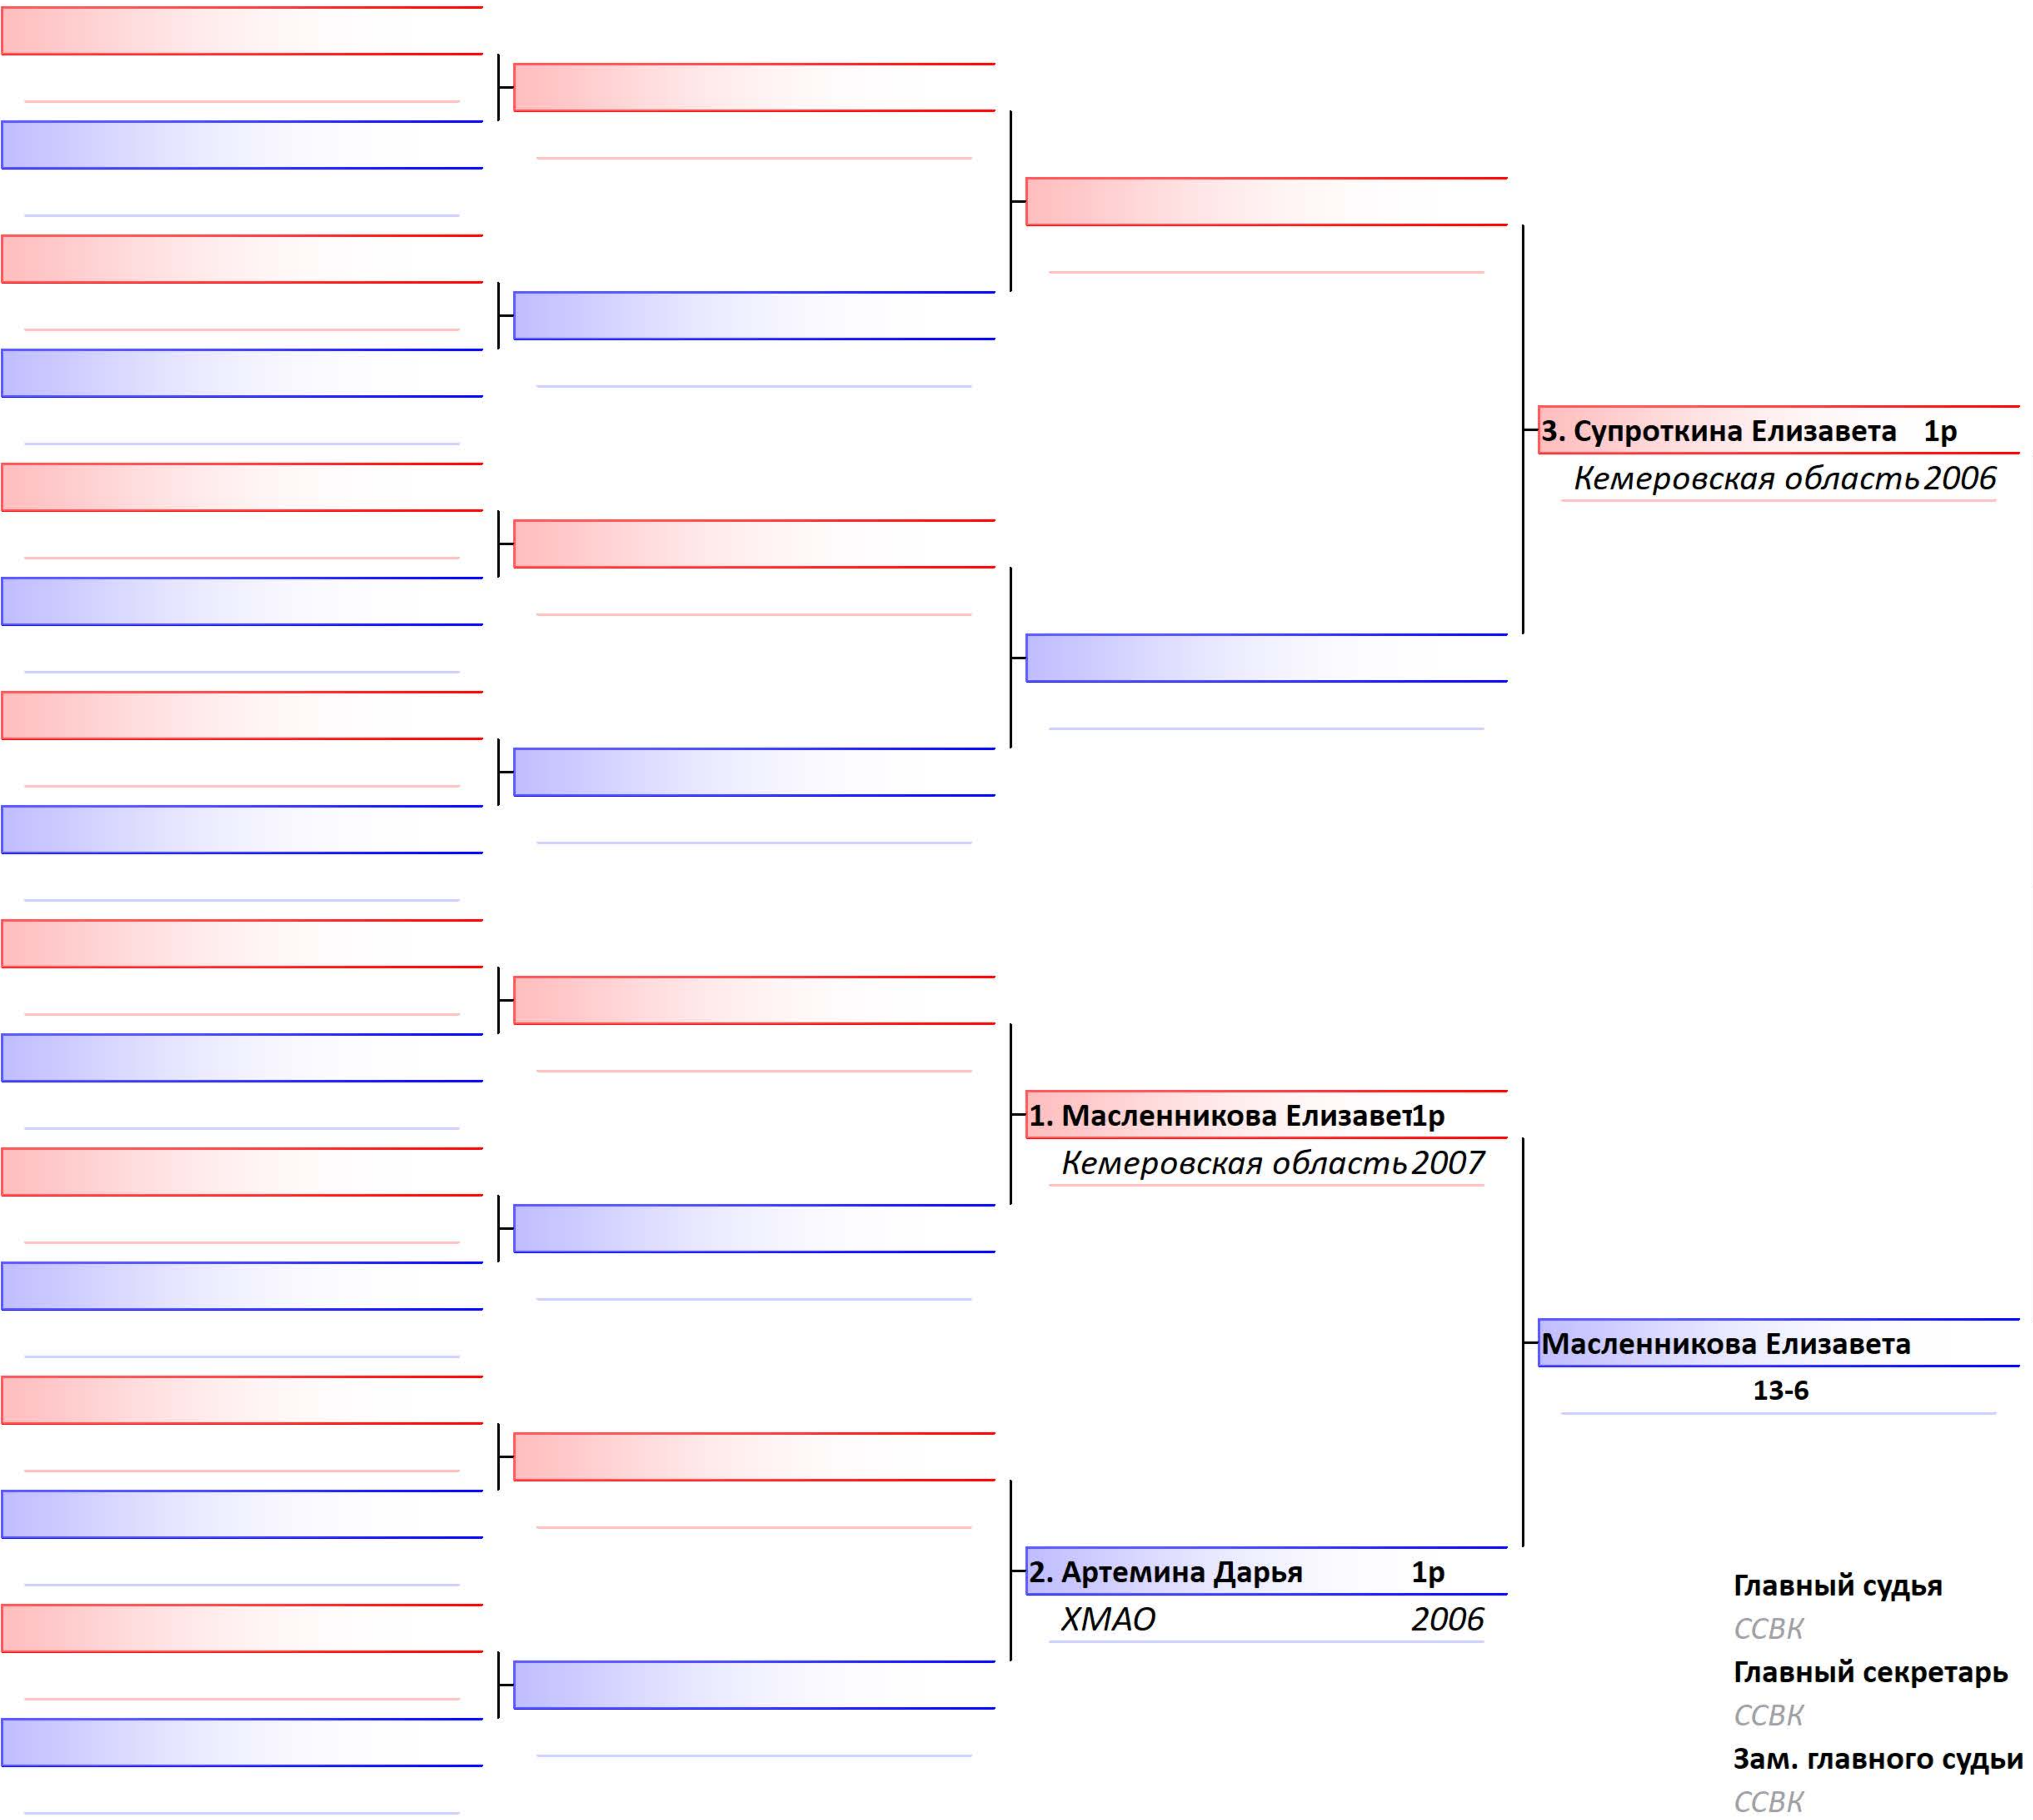 3. Супроткина Елизавета 1р
Кемеровская область 2006
1. Масленникова Елизавет1р
Кемеровская область 2007
Масленникова Елизавета
13-6
2. Артемина Дарья 1р
ХМАО 2006
Главный судья
ССВК
Главный секретарь
ССВК
Зам. главного судьи
ССВК